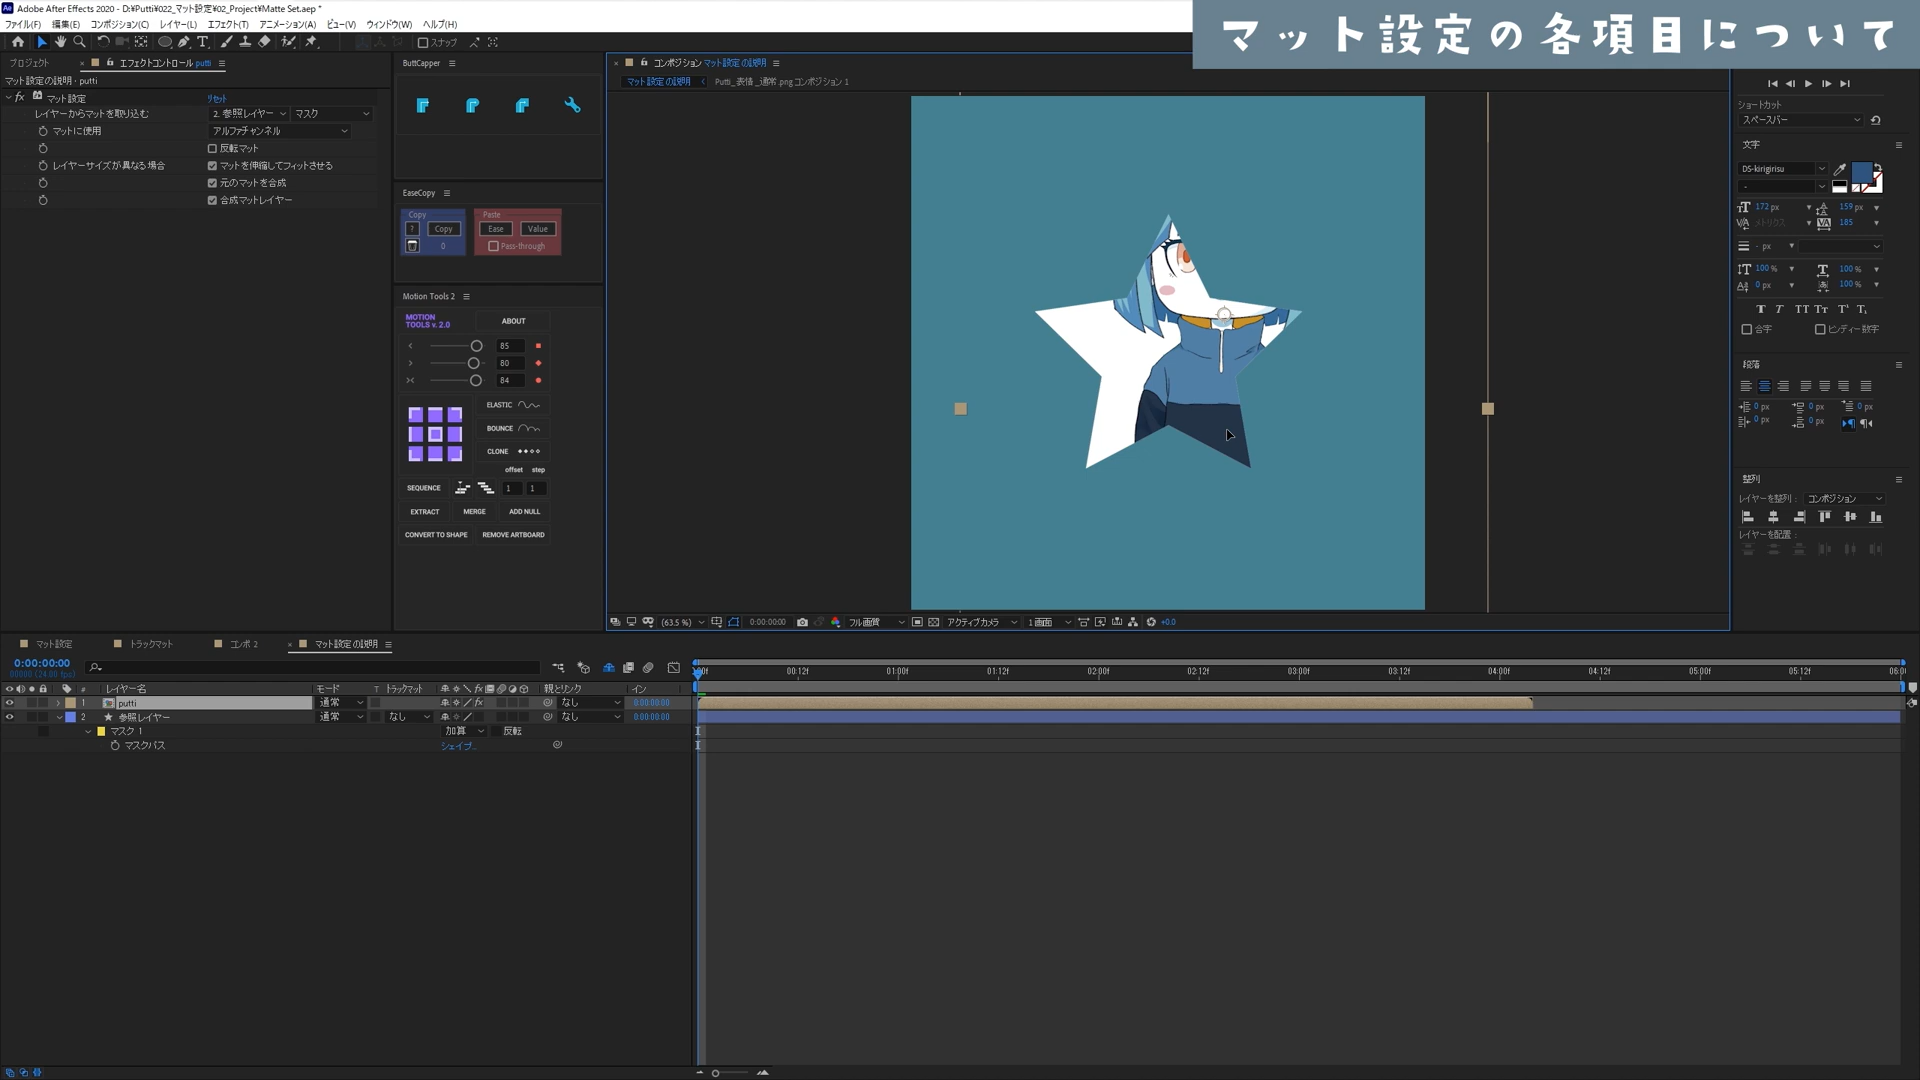 Adobe After Effects 2020 - D:¥Putti¥022_マット設定¥02_Project¥Matte Set.aep *
ファイル(F) 編集(E) コンポジション(C) レイヤー(L) エフェクト(T) アニメーション(A) ビュー(V) ウィンドウ(W) ヘルプ(H)
マット設定の各項目について
スナップ
プロジェクト
エフェクトコントロール putti
マット設定の説明・putti
fx マット設定 リセット
レイヤーからマットを取り込む 2. 参照レイヤー マスク
マットに使用 アルファチャンネル
反転マット
レイヤーサイズが異なる場合 マットを伸縮してフィットさせる
元のマットを合成
合成マットレイヤー
ButtCapper
EaseCopy
Copy Paste
? Copy Ease Value
0 Pass-through
Motion Tools 2
MOTION TOOLS v. 2.0 ABOUT
85
80
84
ELASTIC
BOUNCE
CLONE
offset step
SEQUENCE 1 1
EXTRACT MERGE ADD NULL
CONVERT TO SHAPE REMOVE ARTBOARD
コンポジション マット設定の説明
マット設定の説明 Putti_表情_通常.png コンポジション 1
(63.5 %) 0:00:00:00 フル画質 アクティブカメラ 1 画面 +0.0
ショートカット
スペースバー
文字
DS-kirigirisu
-
172 px 159 px
メトリクス 185
- px
100 % 100 %
0 px 100 %
合字 ヒンディー数字
段落
0 px 0 px 0 px
0 px 0 px
整列
レイヤーを整列: コンポジション
レイヤーを配置:
マット設定 トラックマット コンポ 2 マット設定の説明
0:00:00:00
00000 (24.00 fps)
# レイヤー名 モード T トラックマット 親とリンク イン
1 putti 通常 なし 0:00:00:00
2 参照レイヤー 通常 なし なし 0:00:00:00
マスク 1 加算 反転
マスクパス シェイプ...
00:12f 01:00f 01:12f 02:00f 02:12f 03:00f 03:12f 04:00f 04:12f 05:00f 05:12f